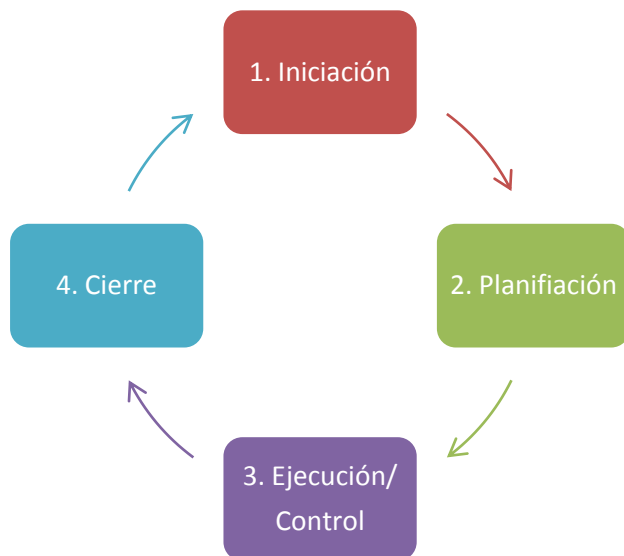 1. Iniciación
2. Planifiación
3. Ejecución/
Control
4. Cierre